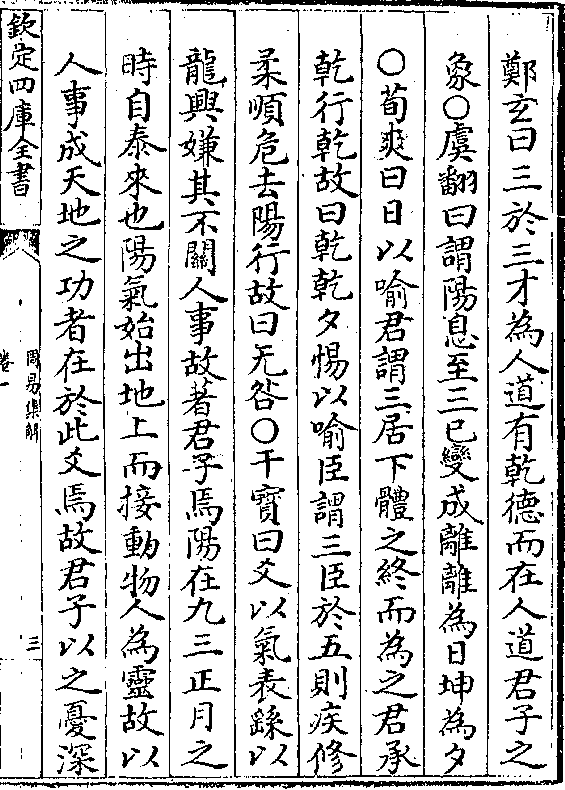 鄭玄曰三於三才為人道有乾德而在人道君子之
象○虞翻曰謂陽息至三已變成離離為日坤為夕
○荀爽曰日以喻君謂三居下體之終而為之君承
乾行乾故曰乾乾夕惕以喻臣謂三臣於五則疾修
柔順危去陽行故曰无咎○干寶曰爻以氣表繇以
龍興嫌其不關人事故著君子焉陽在九三正月之
時自泰來也陽氣始出地上而接動物人為靈故以
人事成天地之功者在於此爻焉故君子以之憂深
欽定四庫全書
周易集解
卷一
三